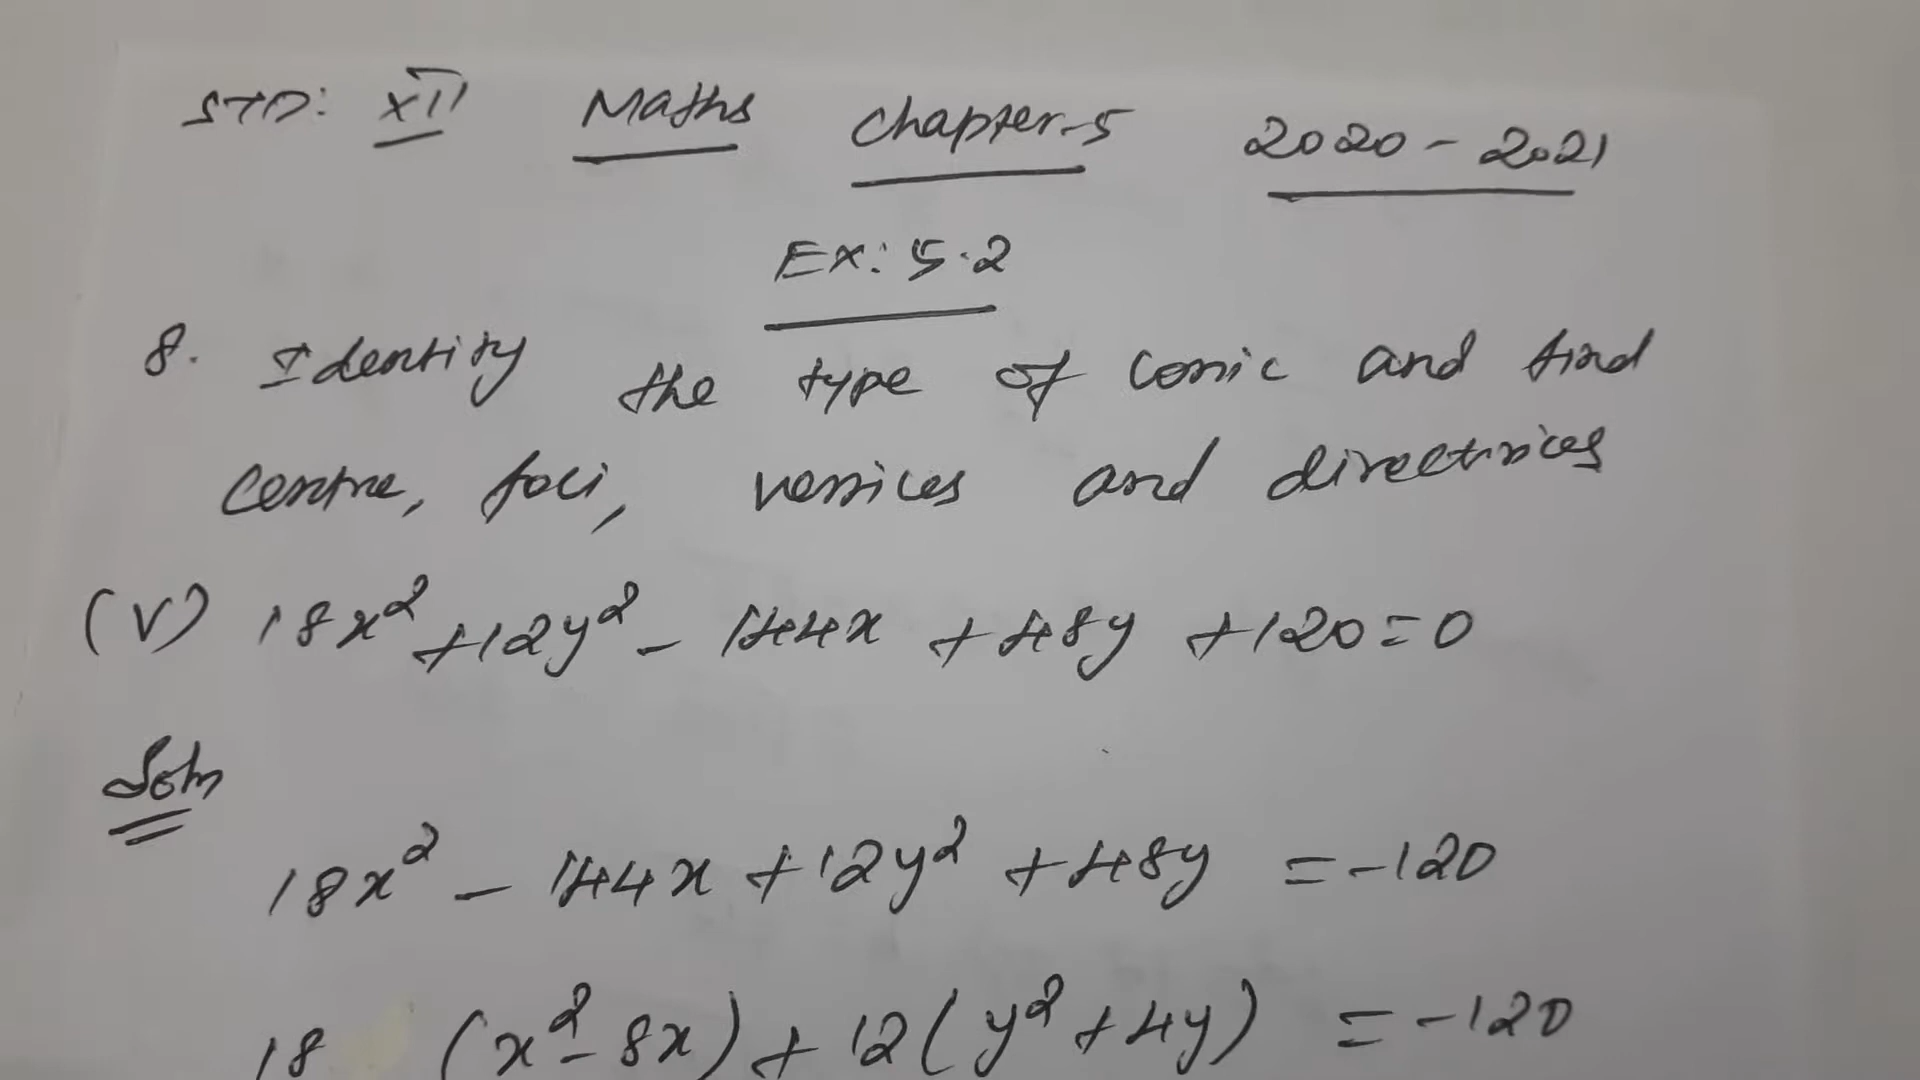 STD: XII Maths Chapter-5 2020-2021
Ex: 5.2
8. Identify the type of conic and find
centre, foci, vertices and directrices
(V) 18x² + 12y² - 144x + 48y + 120 = 0
Soln
18x² - 144x + 12y² + 48y = -120
18 (x² - 8x) + 12(y² + 4y) = -120